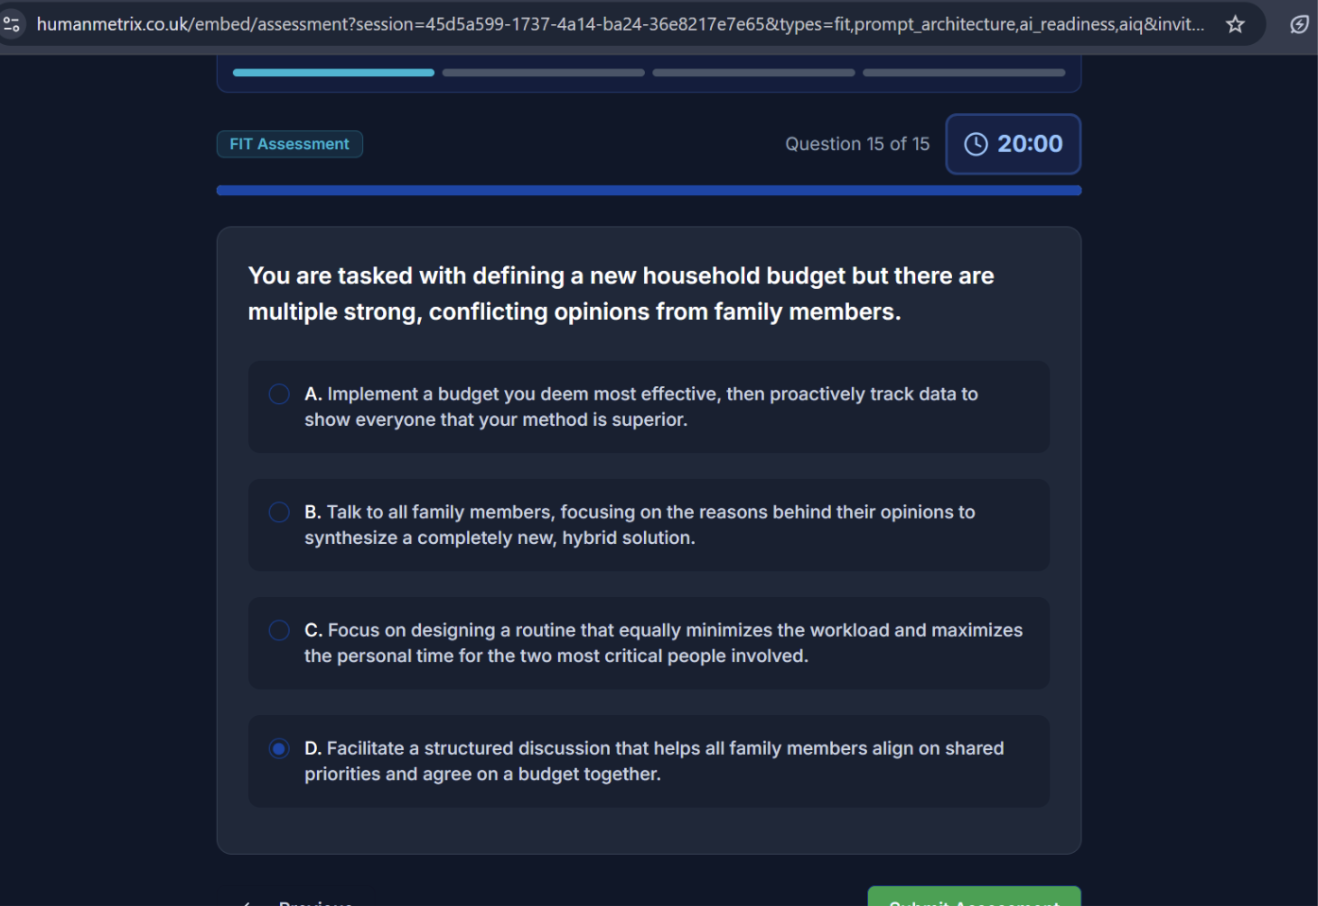 humanmetrix.co.uk/embed/assessment?session=45d5a599-1737-4a14-ba24-36e8217e7e65&types=fit,prompt_architecture,ai_readiness,aiq&invit...
FIT Assessment
Question 15 of 15
20:00
You are tasked with defining a new household budget but there are
multiple strong, conflicting opinions from family members.
A. Implement a budget you deem most effective, then proactively track data to
show everyone that your method is superior.
B. Talk to all family members, focusing on the reasons behind their opinions to
synthesize a completely new, hybrid solution.
C. Focus on designing a routine that equally minimizes the workload and maximizes
the personal time for the two most critical people involved.
D. Facilitate a structured discussion that helps all family members align on shared
priorities and agree on a budget together.
Previous
Submit Assessment